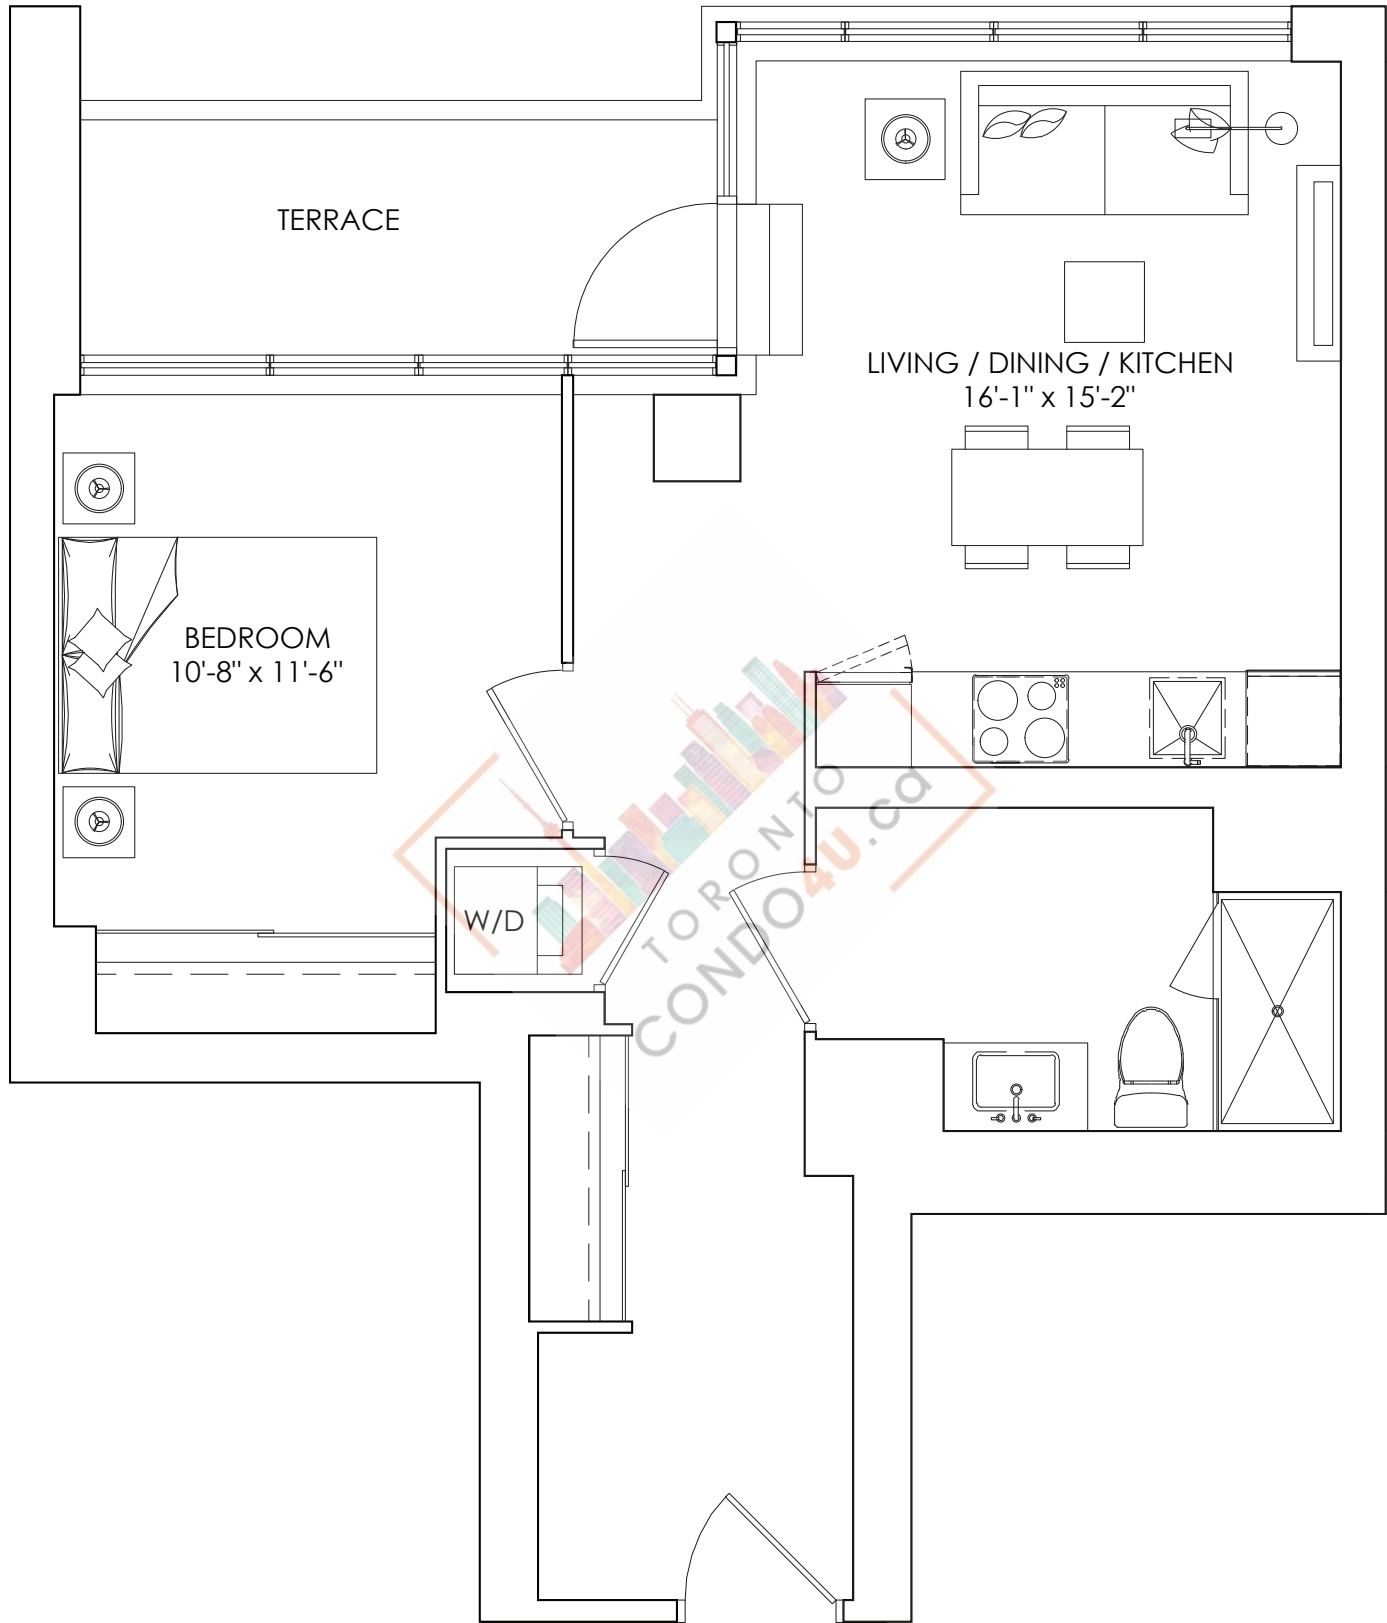 TERRACE
LIVING / DINING / KITCHEN
16'-1" x 15'-2"
BEDROOM
10'-8" x 11'-6"
W/D
TORONTO
CONDO4U.ca